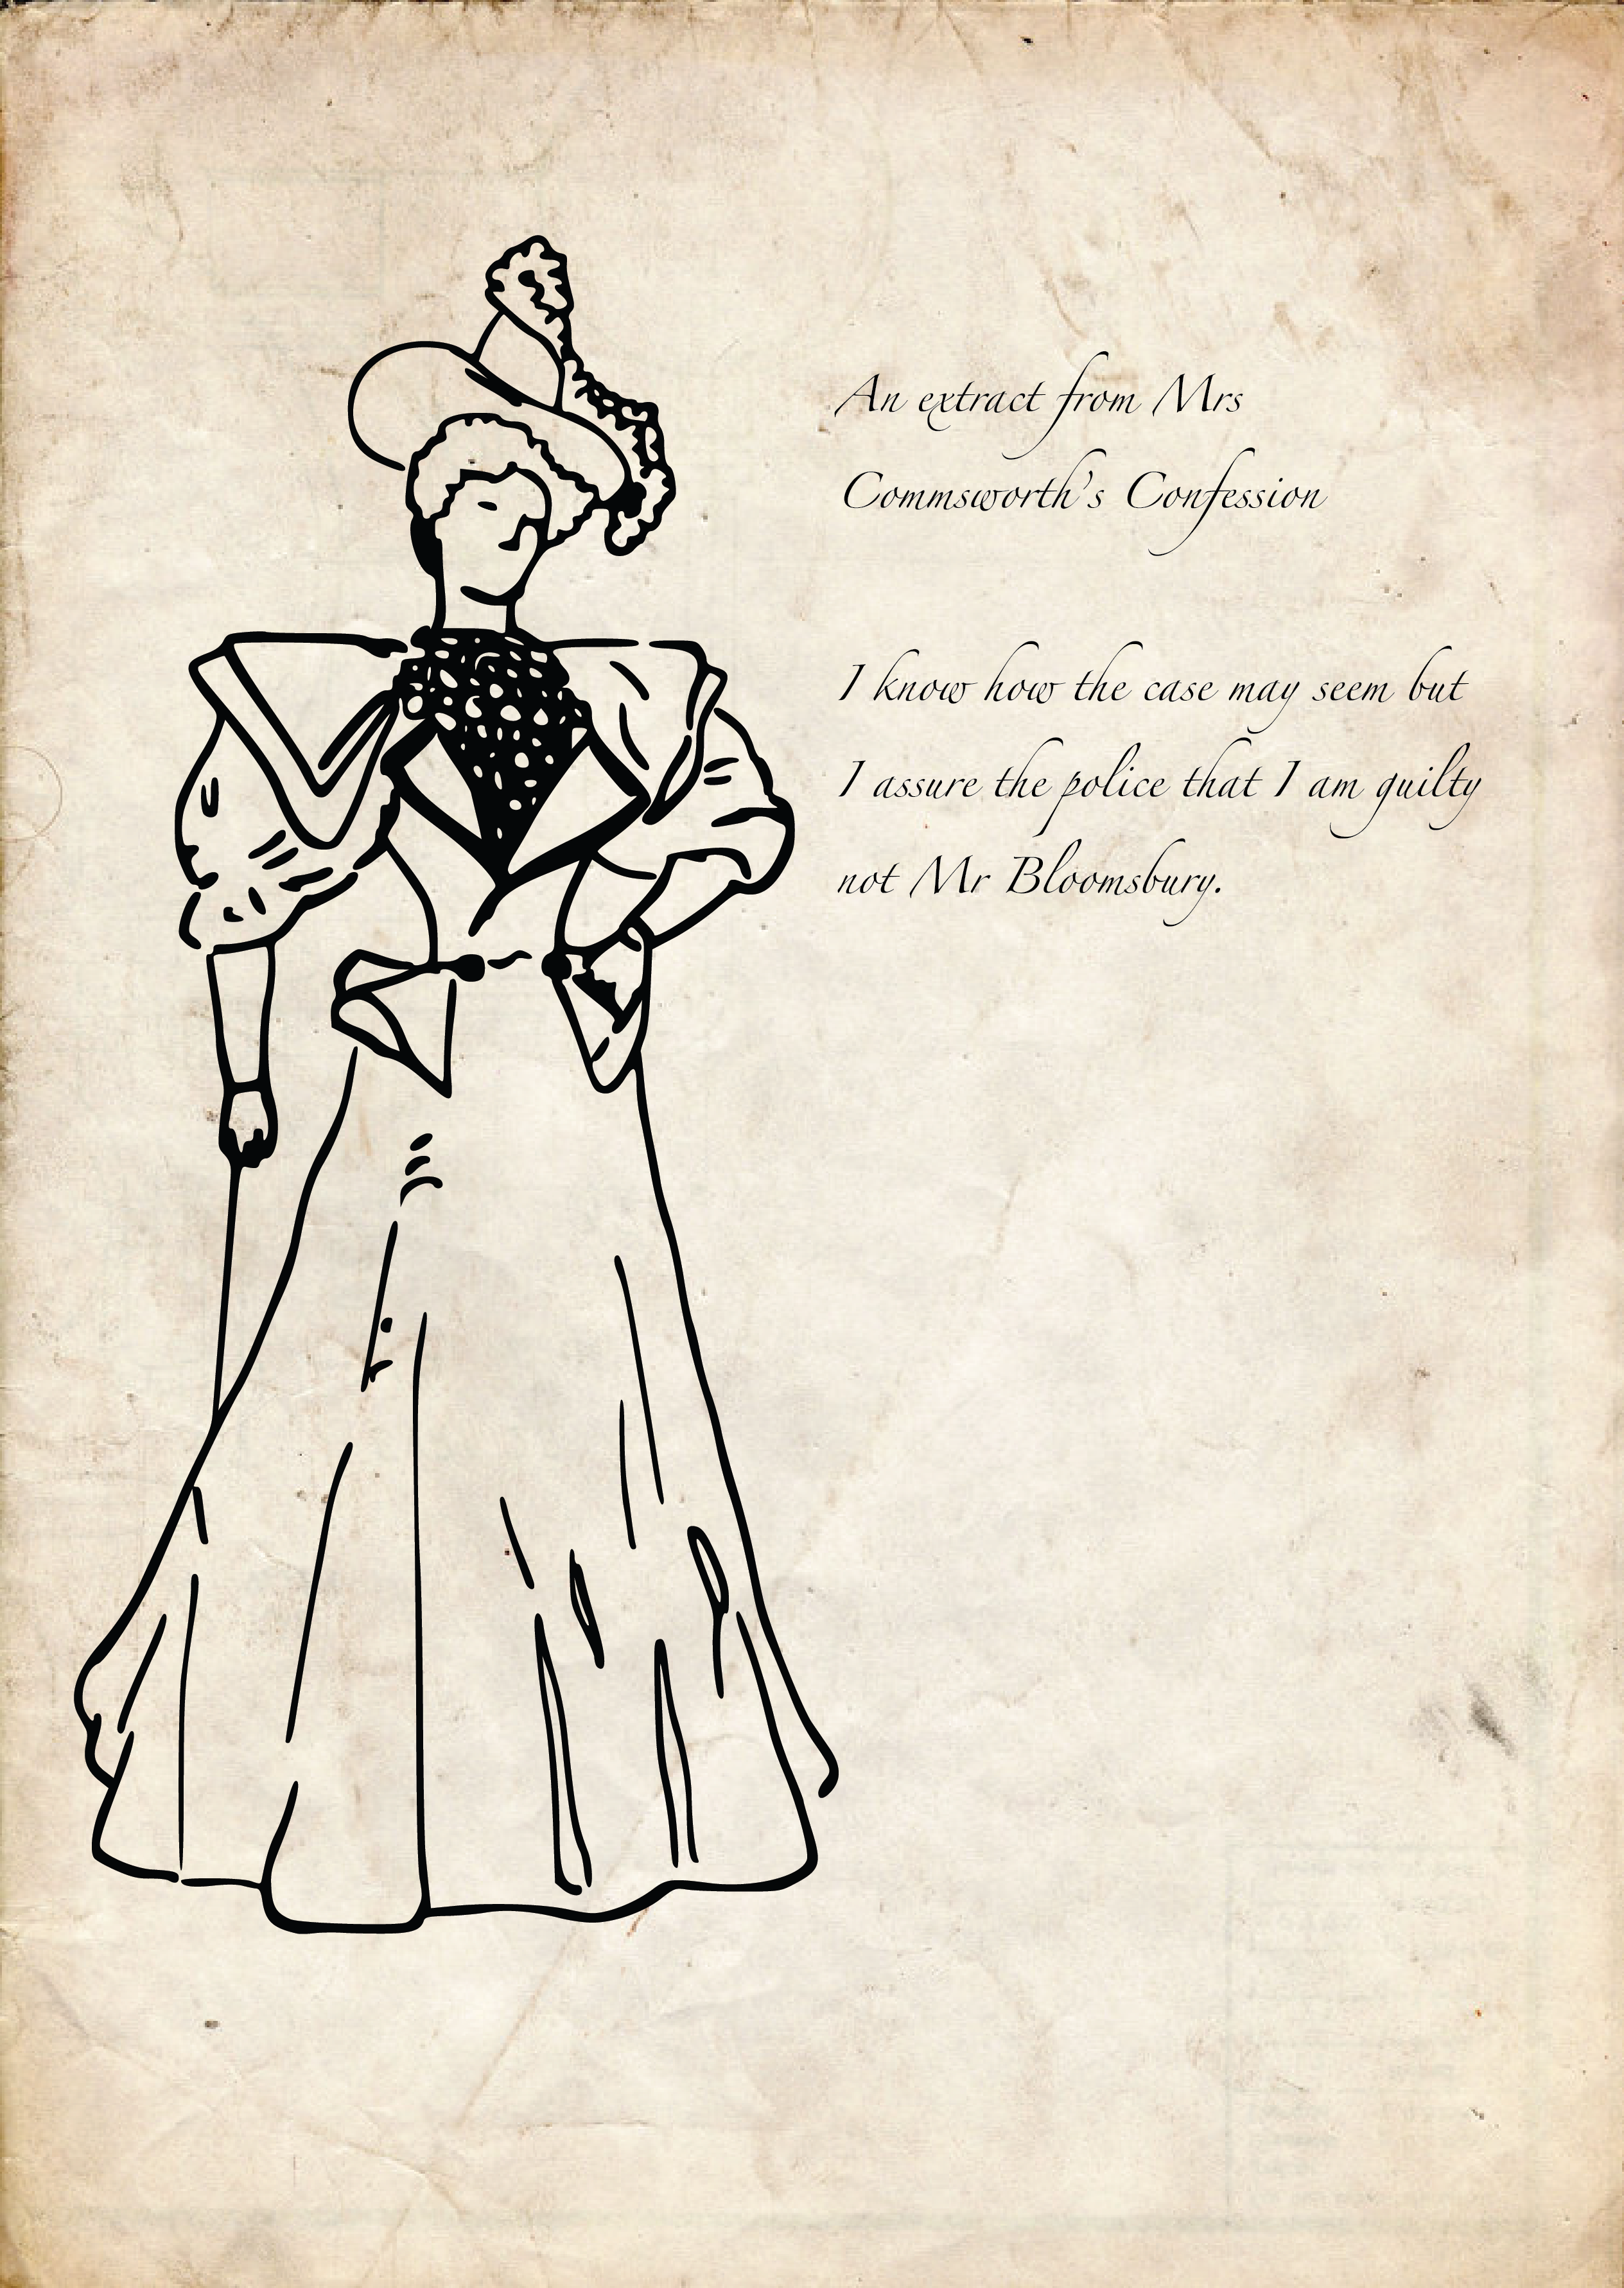 An extract from Mrs
Commsworth's Confession
I know how the case may seem but
I assure the police that I am guilty
not Mr Bloomsbury.